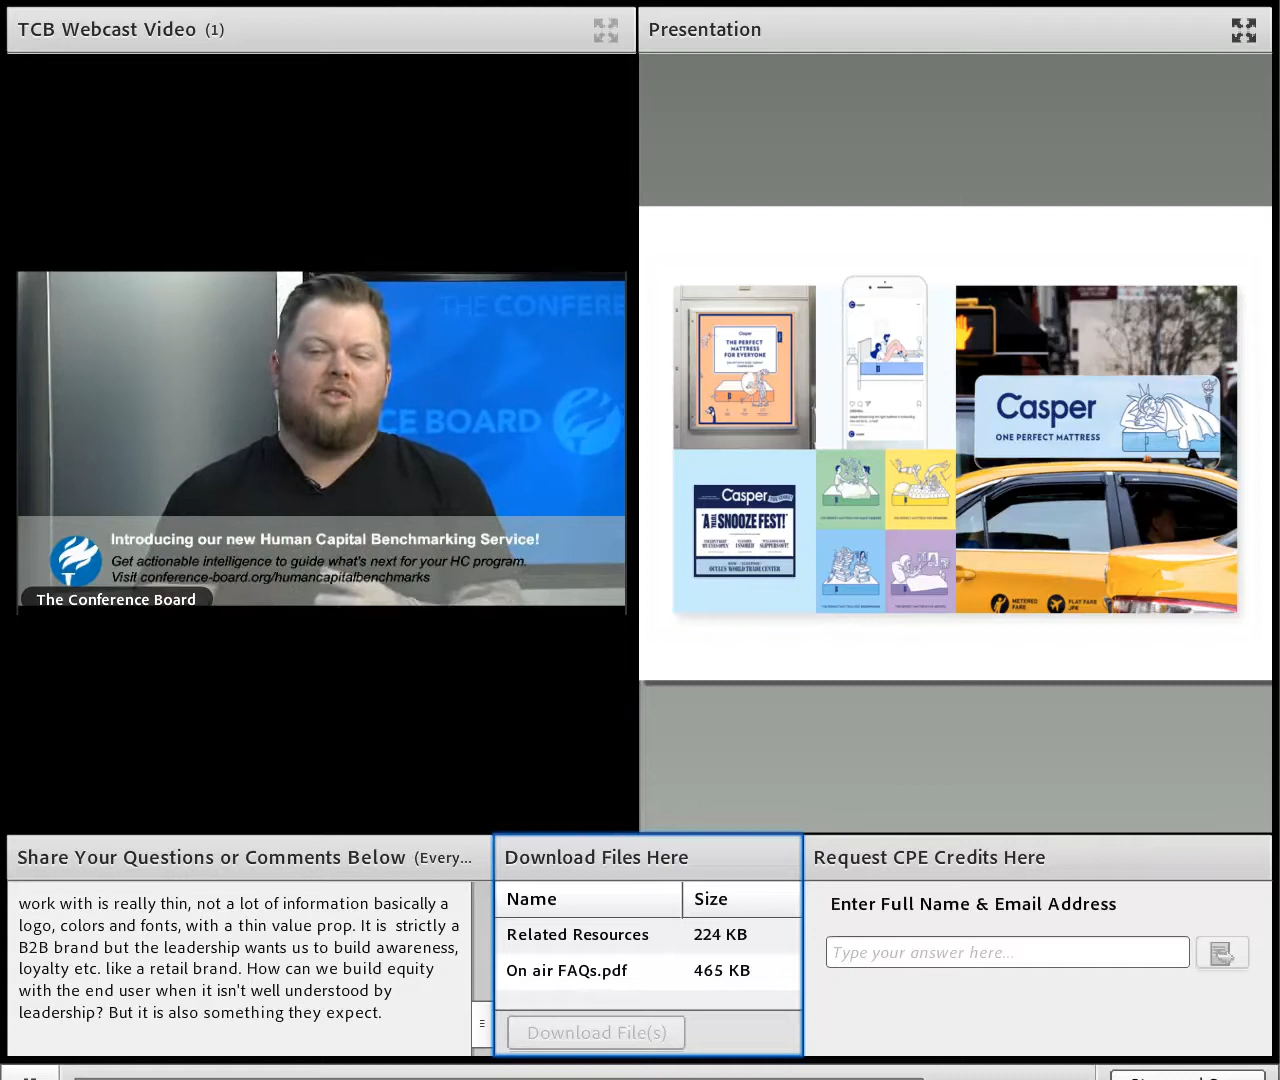 TCB Webcast Video (1)
Presentation
THE CONFERE
CE BOARD
Introducing our new Human Capital Benchmarking Service!
Get actionable intelligence to guide what's next for your HC program.
Visit conference-board.org/humancapitalbenchmarks
The Conference Board
Casper
THE PERFECT
MATTRESS
FOR EVERYONE
Casper
ONE PERFECT MATTRESS
Casper
SNOOZE FEST!
OCULUS WORLD TRADE CENTER
METERED
FARE
FLAT FARE
JFK
Share Your Questions or Comments Below (Every...
work with is really thin, not a lot of information basically a
logo, colors and fonts, with a thin value prop. It is strictly a
B2B brand but the leadership wants us to build awareness,
loyalty etc. like a retail brand. How can we build equity
with the end user when it isn't well understood by
leadership? But it is also something they expect.
Download Files Here
Name Size
Related Resources 224 KB
On air FAQs.pdf 465 KB
Download File(s)
Request CPE Credits Here
Enter Full Name & Email Address
Type your answer here...